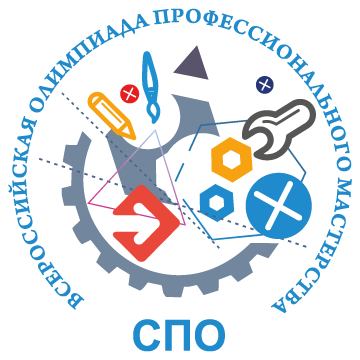 ВСЕРОССИЙСКАЯ ОЛИМПИАДА ПРОФЕССИОНАЛЬНОГО МАСТЕРСТВА
СПО